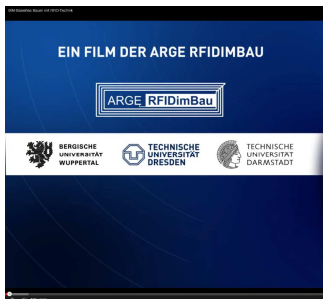 EIN FILM DER ARGE RFIDIMBAU
ARGE RFIDimBau
BERGISCHE
UNIVERSITÄT
WUPPERTAL
TECHNISCHE
UNIVERSITÄT
DRESDEN
TECHNISCHE
UNIVERSITÄT
DARMSTADT